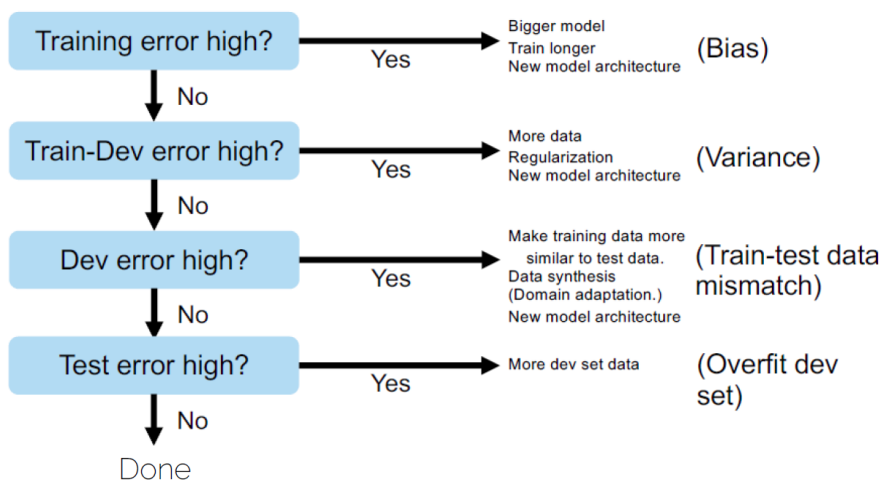 Training error high?
Yes
Bigger model
Train longer
New model architecture
(Bias)
No
Train-Dev error high?
Yes
More data
Regularization
New model architecture
(Variance)
No
Dev error high?
Yes
Make training data more
similar to test data.
Data synthesis
(Domain adaptation.)
New model architecture
(Train-test data
mismatch)
No
Test error high?
Yes
More dev set data
(Overfit dev
set)
No
Done